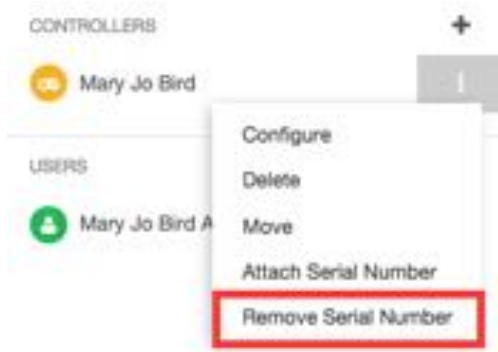 CONTROLLERS
Mary Jo Bird
Configure
USERS
Delete
Mary Jo Bird A
Move
Attach Serial Number
Remove Serial Number